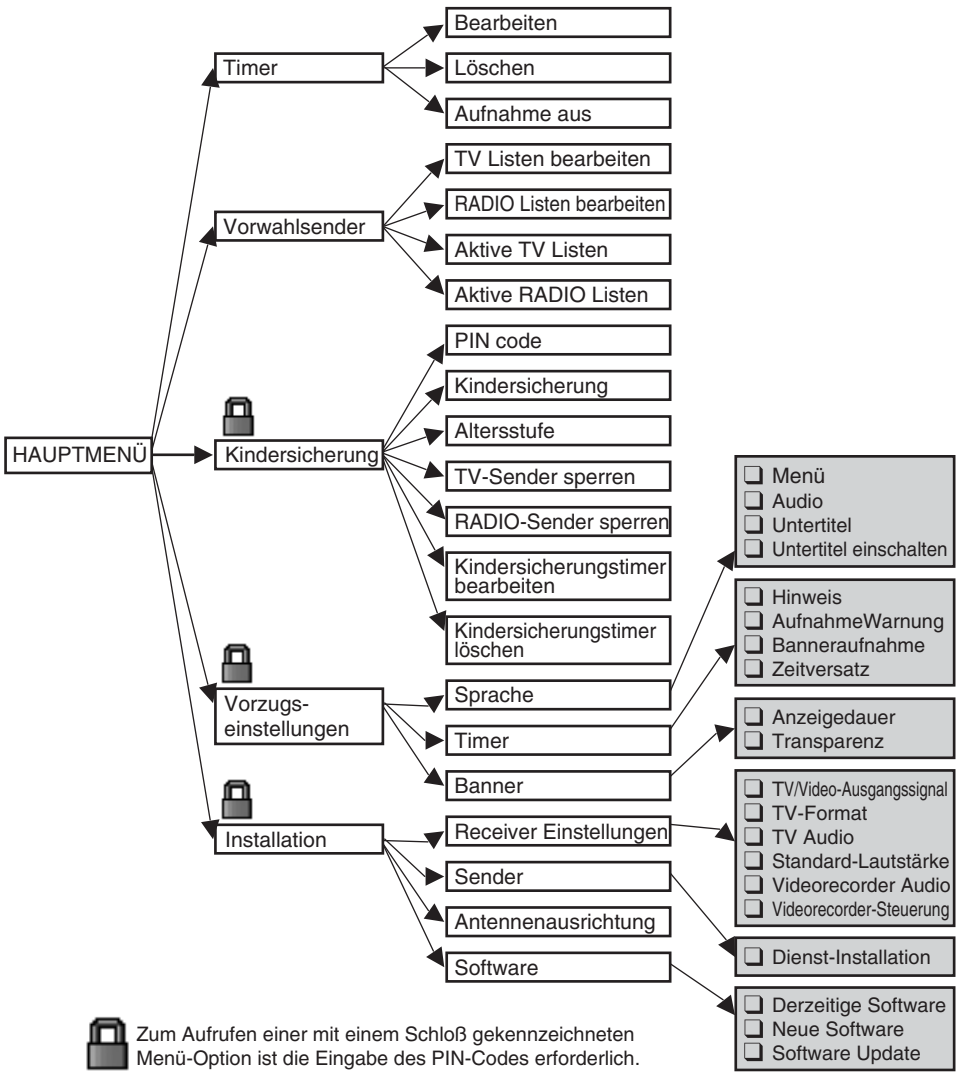 HAUPTMENÜ
Timer
Bearbeiten
Löschen
Aufnahme aus
Vorwahlsender
TV Listen bearbeiten
RADIO Listen bearbeiten
Aktive TV Listen
Aktive RADIO Listen
Kindersicherung
PIN code
Kindersicherung
Altersstufe
TV-Sender sperren
RADIO-Sender sperren
Kindersicherungstimer
bearbeiten
Kindersicherungstimer
löschen
Vorzugs-
einstellungen
Sprache
Menü
Audio
Untertitel
Untertitel einschalten
Timer
Hinweis
AufnahmeWarnung
Banneraufnahme
Zeitversatz
Banner
Anzeigedauer
Transparenz
Installation
Receiver Einstellungen
TV/Video-Ausgangssignal
TV-Format
TV Audio
Standard-Lautstärke
Videorecorder Audio
Videorecorder-Steuerung
Sender
Dienst-Installation
Antennenausrichtung
Software
Derzeitige Software
Neue Software
Software Update
Zum Aufrufen einer mit einem Schloß gekennzeichneten
Menü-Option ist die Eingabe des PIN-Codes erforderlich.